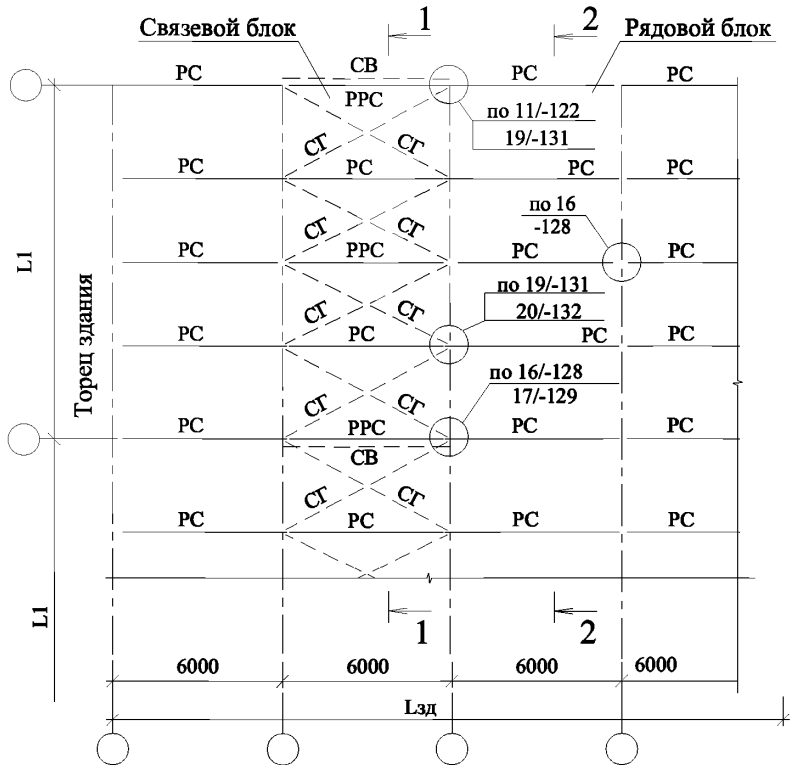 1 2
Связевой блок Рядовой блок
РС СВ РС РС
РРС
по 11/-122
19/-131
СГ СГ
РС РС РС РС
по 16
-128
СГ СГ
РС РРС РС РС
L1
по 19/-131
20/-132
СГ СГ
РС РС РС РС
Торец здания
по 16/-128
17/-129
СГ СГ
РС РРС РС РС
СВ
СГ СГ
РС РС РС РС
L1
1 2
6000 6000 6000 6000
Lзд